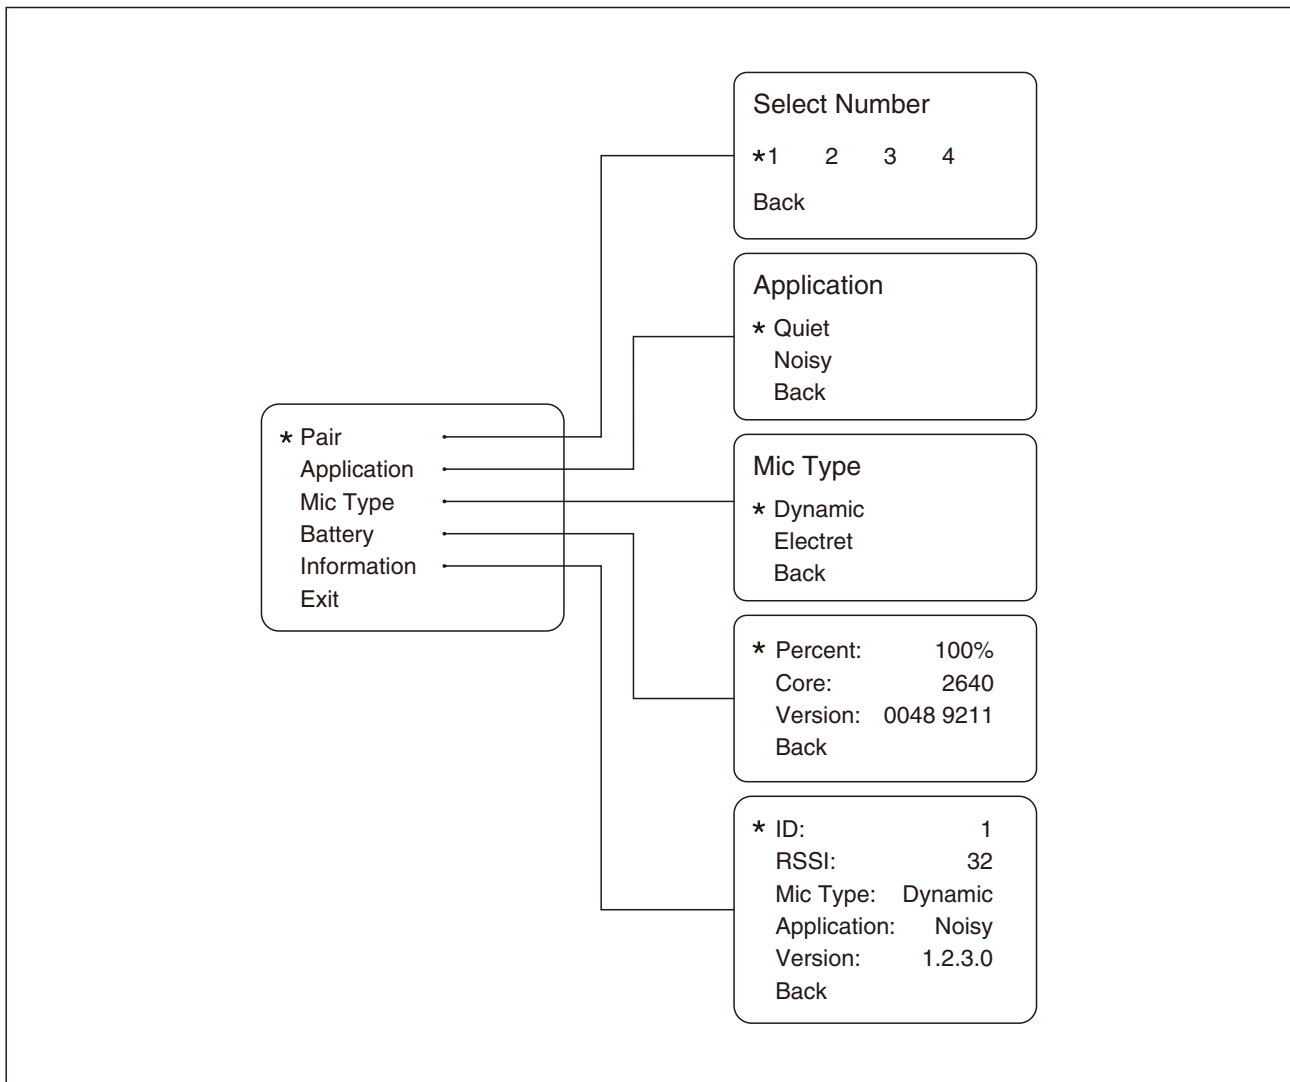 Select Number
*1 2 3 4
Back
Application
* Quiet
Noisy
Back
* Pair
Application
Mic Type
Battery
Information
Exit
Mic Type
* Dynamic
Electret
Back
* Percent: 100%
Core: 2640
Version: 0048 9211
Back
* ID: 1
RSSI: 32
Mic Type: Dynamic
Application: Noisy
Version: 1.2.3.0
Back